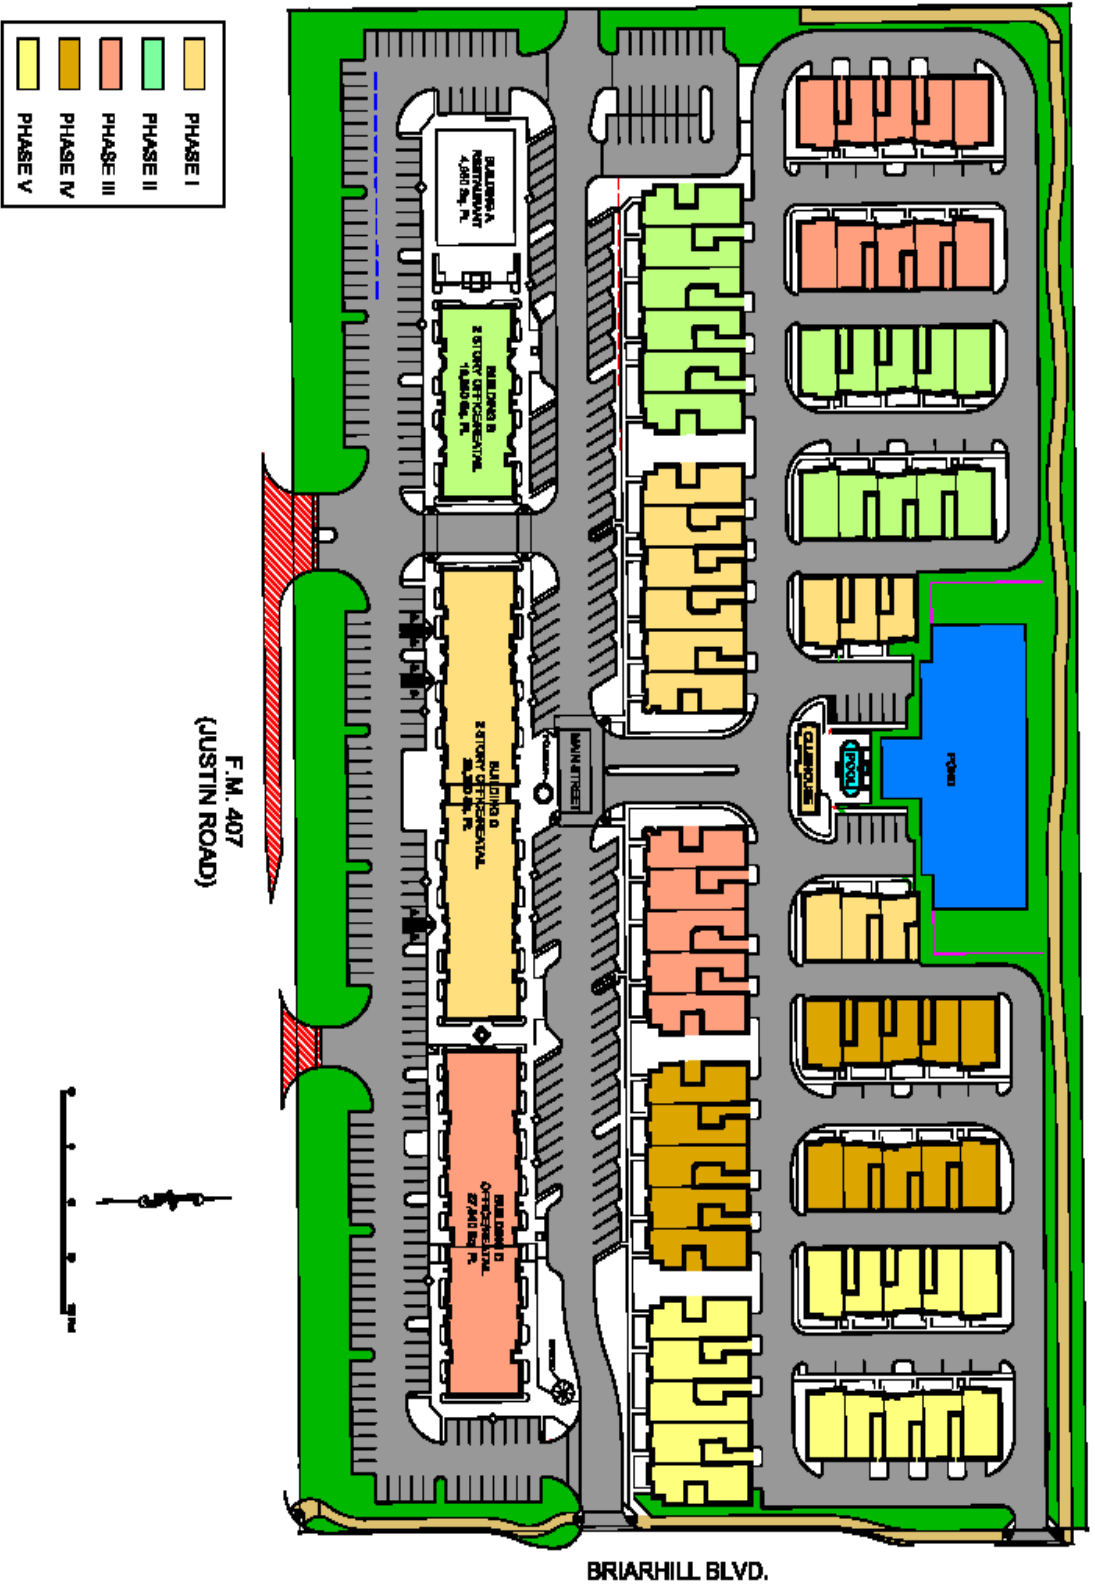 PHASE I
PHASE II
PHASE III
PHASE IV
PHASE V
BUILDING A
RESTAURANT
BUILDING B
2 STORY OFFICE/RETAIL
BUILDING D
2 STORY OFFICE/RETAIL
BUILDING C
OFFICE/RETAIL
MAIN STREET
CLUBHOUSE
POOL
POND
F.M. 407
(JUSTIN ROAD)
BRIARHILL BLVD.